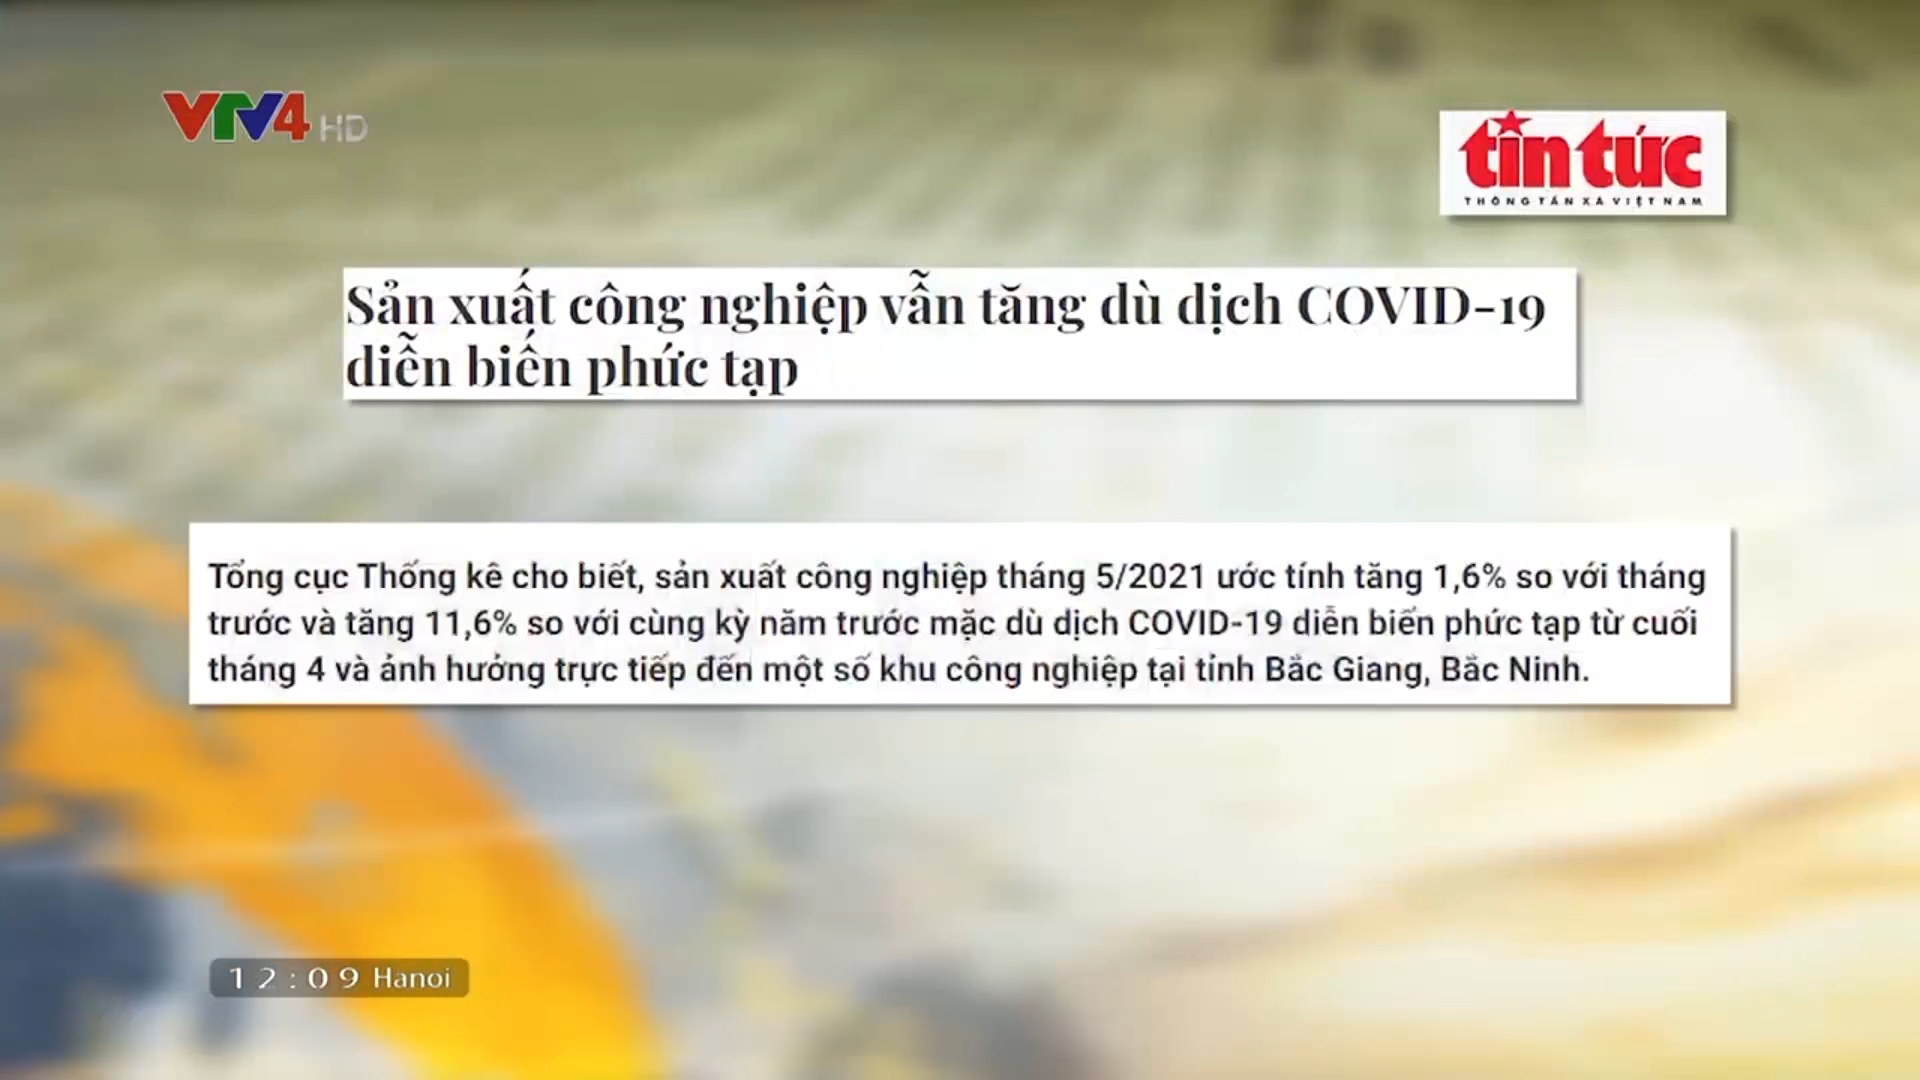 VTV4 HD
tin tức
THÔNG TẤN XÃ VIỆT NAM
Sản xuất công nghiệp vẫn tăng dù dịch COVID-19
diễn biến phức tạp
Tổng cục Thống kê cho biết, sản xuất công nghiệp tháng 5/2021 ước tính tăng 1,6% so với tháng
trước và tăng 11,6% so với cùng kỳ năm trước mặc dù dịch COVID-19 diễn biến phức tạp từ cuối
tháng 4 và ảnh hưởng trực tiếp đến một số khu công nghiệp tại tỉnh Bắc Giang, Bắc Ninh.
12:09 Hanoi